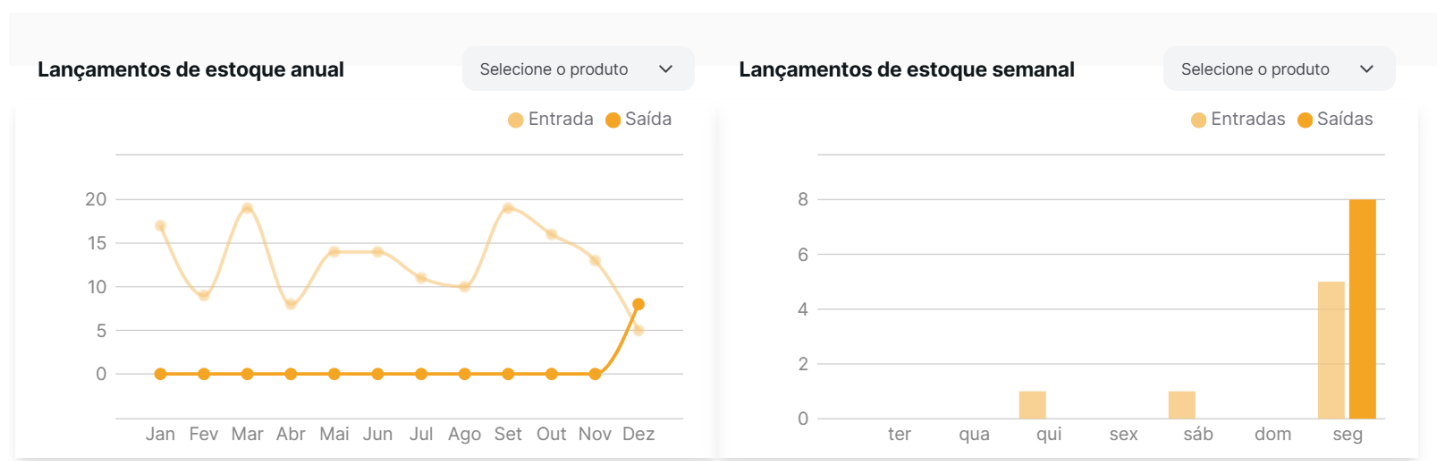 Lançamentos de estoque anual
Selecione o produto
Entrada Saída
20
15
10
5
0
Jan Fev Mar Abr Mai Jun Jul Ago Set Out Nov Dez
Lançamentos de estoque semanal
Selecione o produto
Entradas Saídas
8
6
4
2
0
ter qua qui sex sáb dom seg